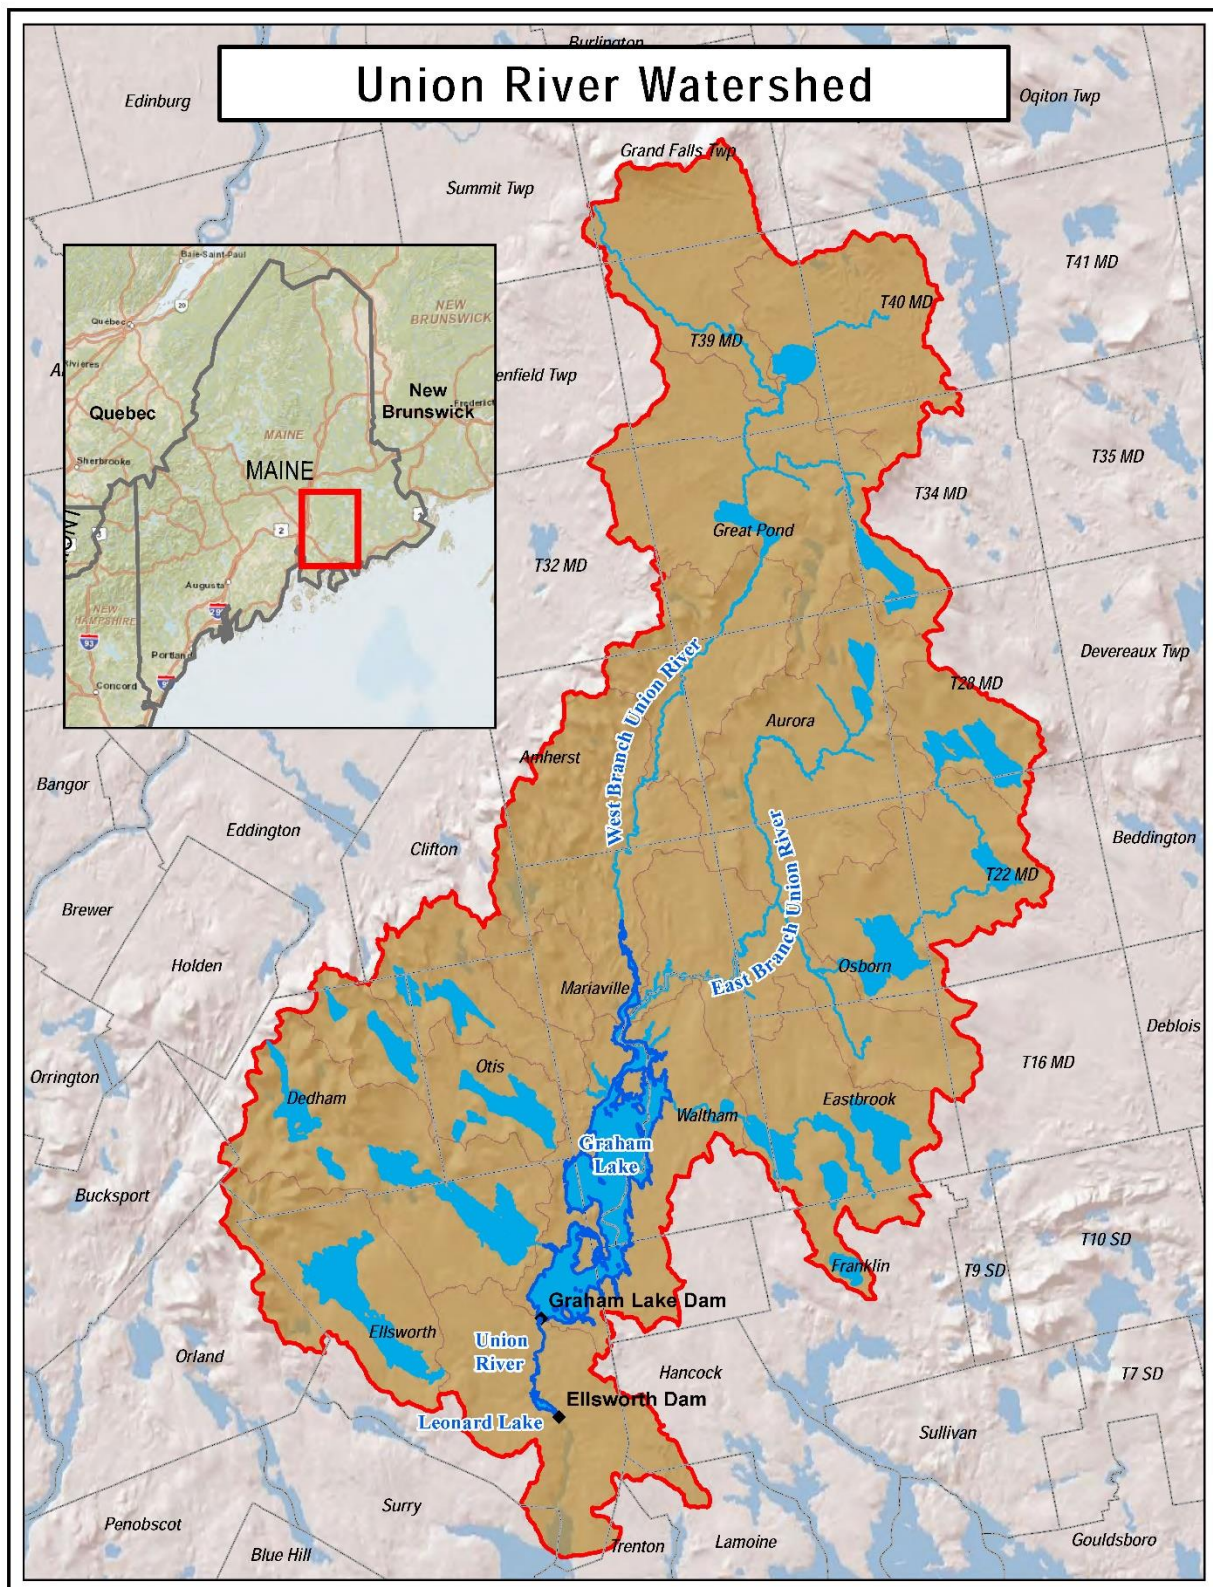 Burlington
Union River Watershed
Edinburg
Oqiton Twp
Grand Falls Twp
Summit Twp
T41 MD
T40 MD
T39 MD
enfield Twp
T35 MD
T34 MD
Great Pond
T32 MD
Devereaux Twp
T28 MD
West Branch Union River
Aurora
Amherst
Bangor
Eddington
Clifton
Beddington
East Branch Union River
T22 MD
Brewer
Holden
Osborn
Mariaville
Deblois
T16 MD
Orrington
Otis
Dedham
Eastbrook
Waltham
Graham
Lake
Bucksport
T10 SD
T9 SD
Franklin
Graham Lake Dam
Ellsworth
Union
River
Orland
Hancock
T7 SD
Ellsworth Dam
Leonard Lake
Sullivan
Surry
Penobscot
Blue Hill
Trenton
Lamoine
Gouldsboro
Baie-Saint-Paul
20
NEW
BRUNSWICK
Québec
Rivières
New
Brunswick
Quebec
Frederict
MAINE
Sherbrooke
MAINE
2
Augusta
NEW
HAMPSHIRE
93
Portland
Concord